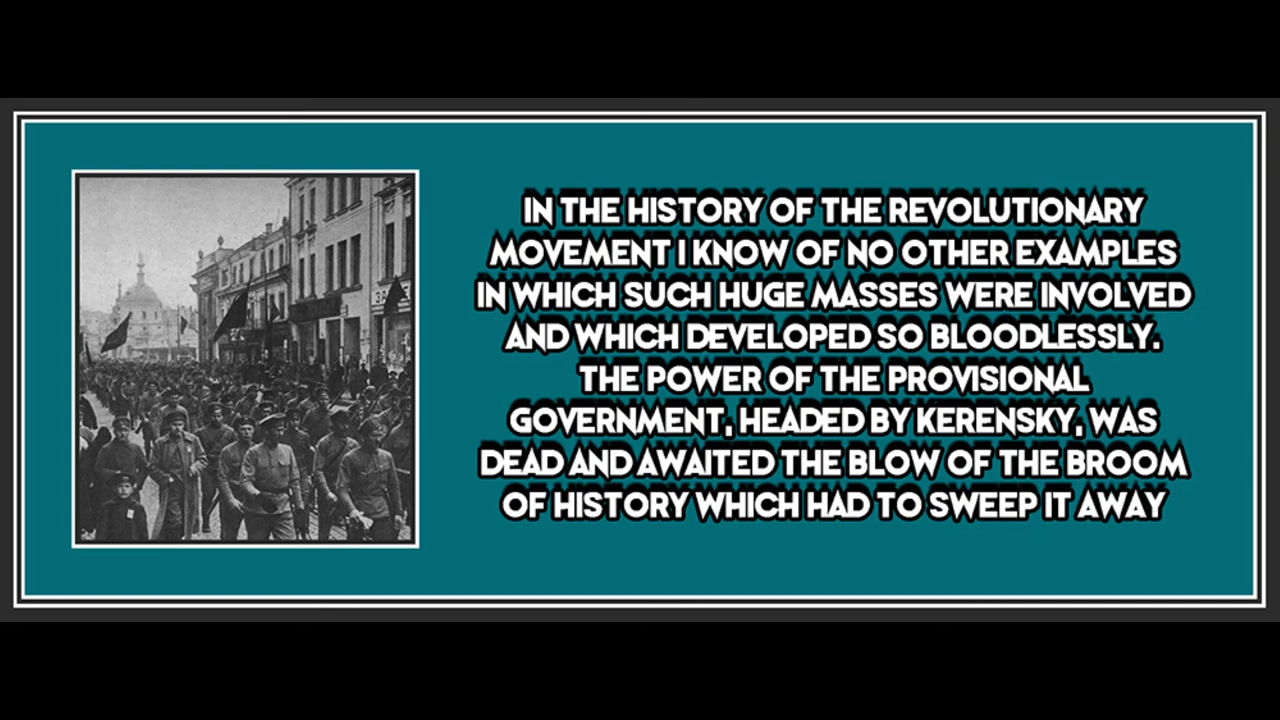 IN THE HISTORY OF THE REVOLUTIONARY
MOVEMENT I KNOW OF NO OTHER EXAMPLES
IN WHICH SUCH HUGE MASSES WERE INVOLVED
AND WHICH DEVELOPED SO BLOODLESSLY.
THE POWER OF THE PROVISIONAL
GOVERNMENT, HEADED BY KERENSKY, WAS
DEAD AND AWAITED THE BLOW OF THE BROOM
OF HISTORY WHICH HAD TO SWEEP IT AWAY